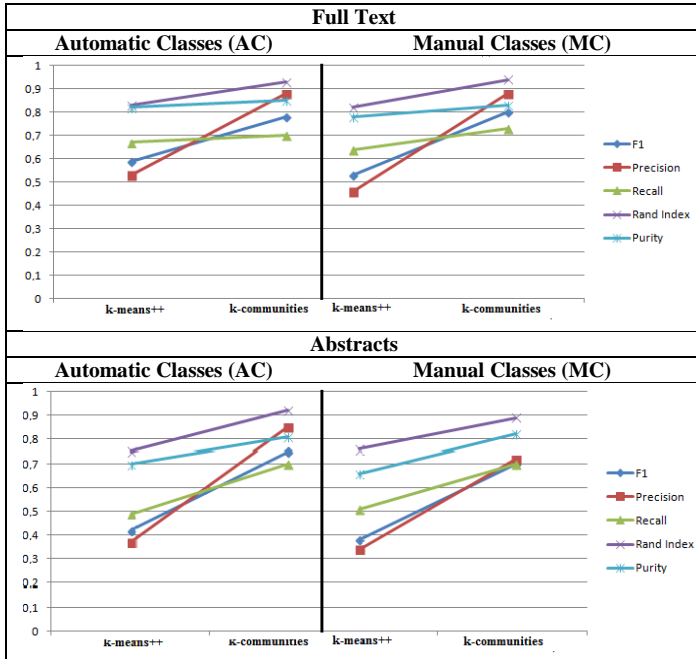 Full Text
Automatic Classes (AC) Manual Classes (MC)
1
0,9
0,8
0,7
0,6
0,5
0,4
0,3
0,2
0,1
0
k-means++ k-communities k-means++ k-communities
F1
Precision
Recall
Rand Index
Purity
Abstracts
Automatic Classes (AC) Manual Classes (MC)
1
0,9
0,8
0,7
0,6
0,5
0,4
0,3
0,2
0,1
0
k-means++ k-communities k-means++ k-communities
F1
Precision
Recall
Rand Index
Purity